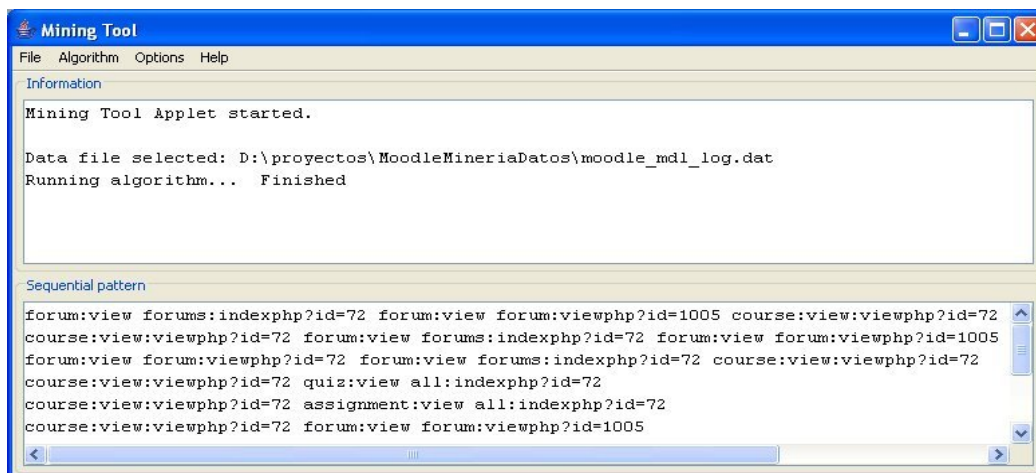 Mining Tool
File Algorithm Options Help
Information
Mining Tool Applet started.
Data file selected: D:\proyectos\MoodleMineriaDatos\moodle_mdl_log.dat
Running algorithm... Finished
Sequential pattern
forum:view forums:indexphp?id=72 forum:view forum:viewphp?id=1005 course:view:viewphp?id=72
course:view:viewphp?id=72 forum:view forums:indexphp?id=72 forum:view forum:viewphp?id=1005
forum:view forum:viewphp?id=72 forum:view forums:indexphp?id=72 course:view:viewphp?id=72
course:view:viewphp?id=72 quiz:view all:indexphp?id=72
course:view:viewphp?id=72 assignment:view all:indexphp?id=72
course:view:viewphp?id=72 forum:view forum:viewphp?id=1005